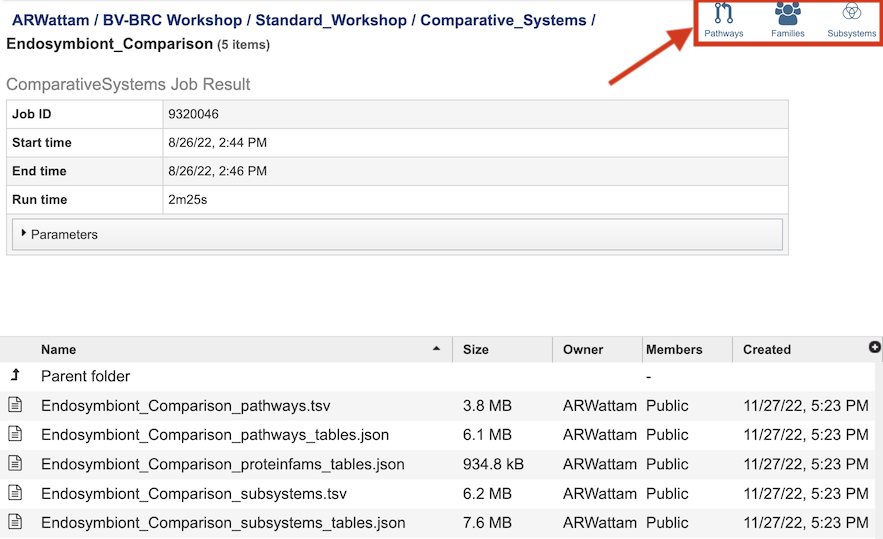 ARWattam / BV-BRC Workshop / Standard_Workshop / Comparative_Systems /
Endosymbiont_Comparison (5 items)
Pathways Families Subsystems
ComparativeSystems Job Result
Job ID 9320046
Start time 8/26/22, 2:44 PM
End time 8/26/22, 2:46 PM
Run time 2m25s
Parameters
Name Size Owner Members Created
Parent folder -
Endosymbiont_Comparison_pathways.tsv 3.8 MB ARWattam Public 11/27/22, 5:23 PM
Endosymbiont_Comparison_pathways_tables.json 6.1 MB ARWattam Public 11/27/22, 5:23 PM
Endosymbiont_Comparison_proteinfams_tables.json 934.8 kB ARWattam Public 11/27/22, 5:23 PM
Endosymbiont_Comparison_subsystems.tsv 6.2 MB ARWattam Public 11/27/22, 5:23 PM
Endosymbiont_Comparison_subsystems_tables.json 7.6 MB ARWattam Public 11/27/22, 5:23 PM